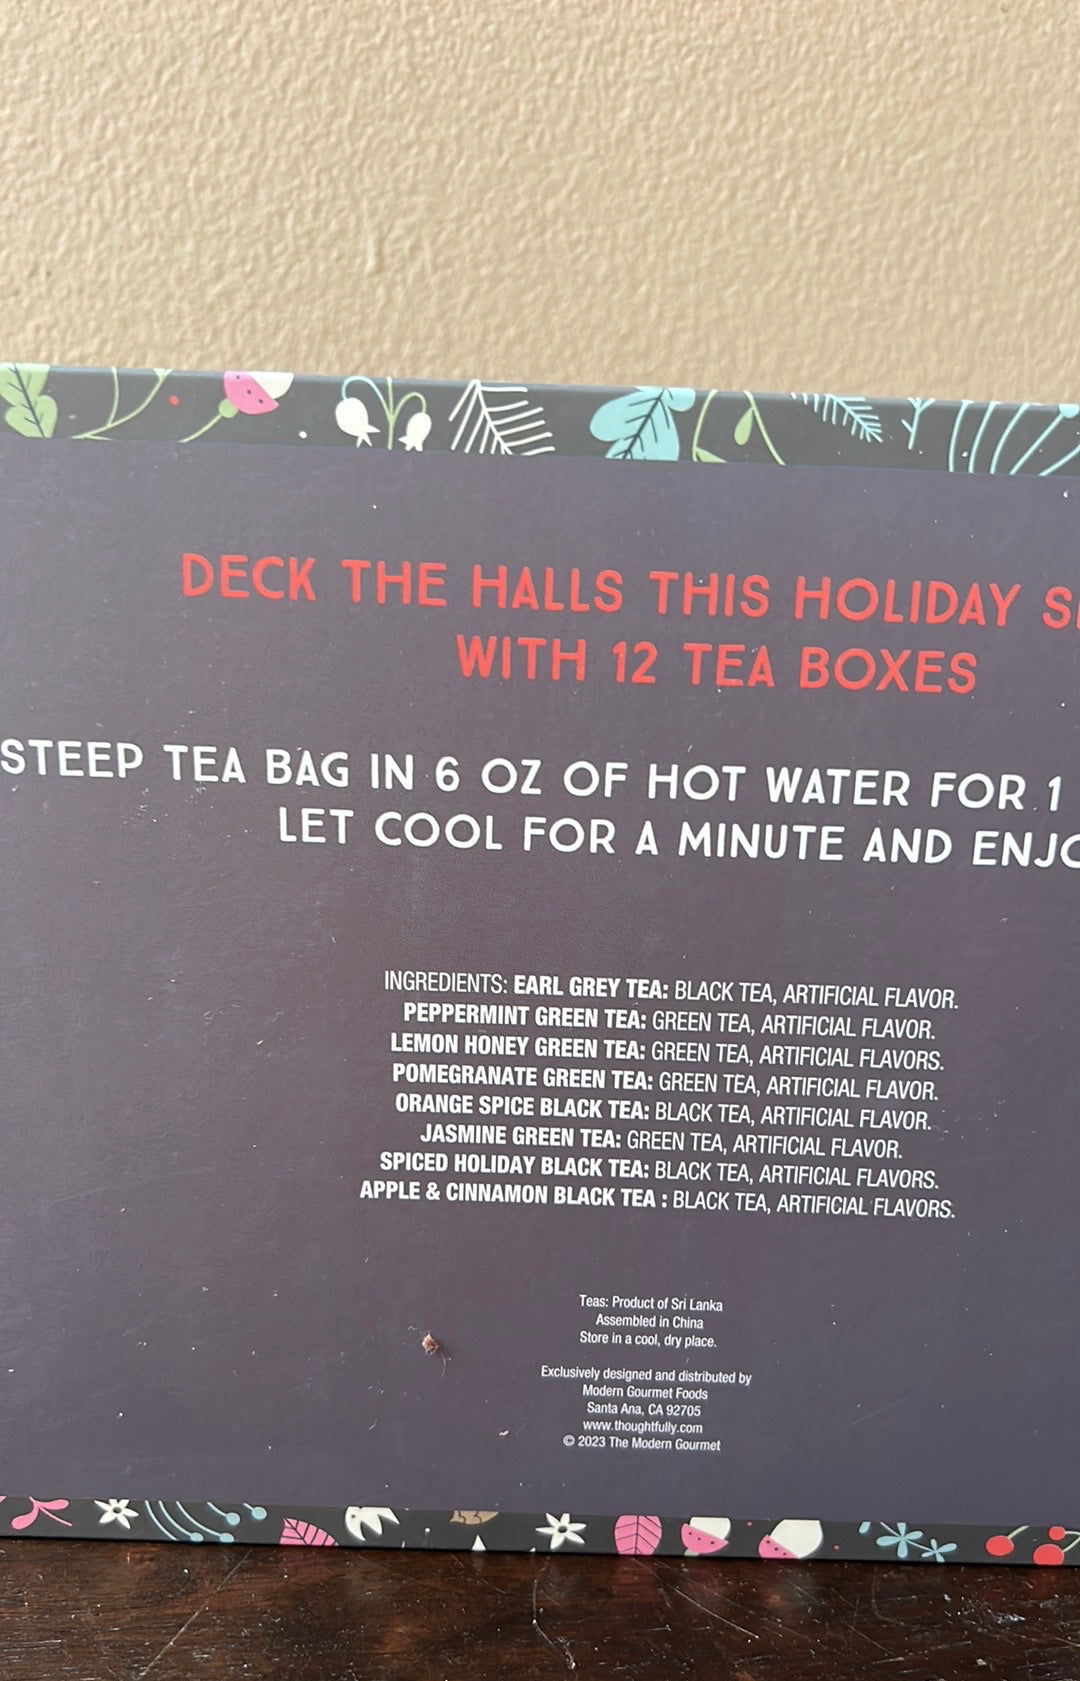 DECK THE HALLS THIS HOLIDAY
WITH 12 TEA BOXES
STEEP TEA BAG IN 6 OZ OF HOT WATER FOR 1
LET COOL FOR A MINUTE AND ENJO
INGREDIENTS: EARL GREY TEA: BLACK TEA, ARTIFICIAL FLAVOR.
PEPPERMINT GREEN TEA: GREEN TEA, ARTIFICIAL FLAVOR.
LEMON HONEY GREEN TEA: GREEN TEA, ARTIFICIAL FLAVORS.
POMEGRANATE GREEN TEA: GREEN TEA, ARTIFICIAL FLAVOR.
ORANGE SPICE BLACK TEA: BLACK TEA, ARTIFICIAL FLAVOR.
JASMINE GREEN TEA: GREEN TEA, ARTIFICIAL FLAVOR.
SPICED HOLIDAY BLACK TEA: BLACK TEA, ARTIFICIAL FLAVORS.
APPLE & CINNAMON BLACK TEA : BLACK TEA, ARTIFICIAL FLAVORS.
Teas: Product of Sri Lanka
Assembled in China
Store in a cool, dry place.
Exclusively designed and distributed by
Modern Gourmet Foods
Santa Ana, CA 92705
www.thoughtfully.com
© 2023 The Modern Gourmet